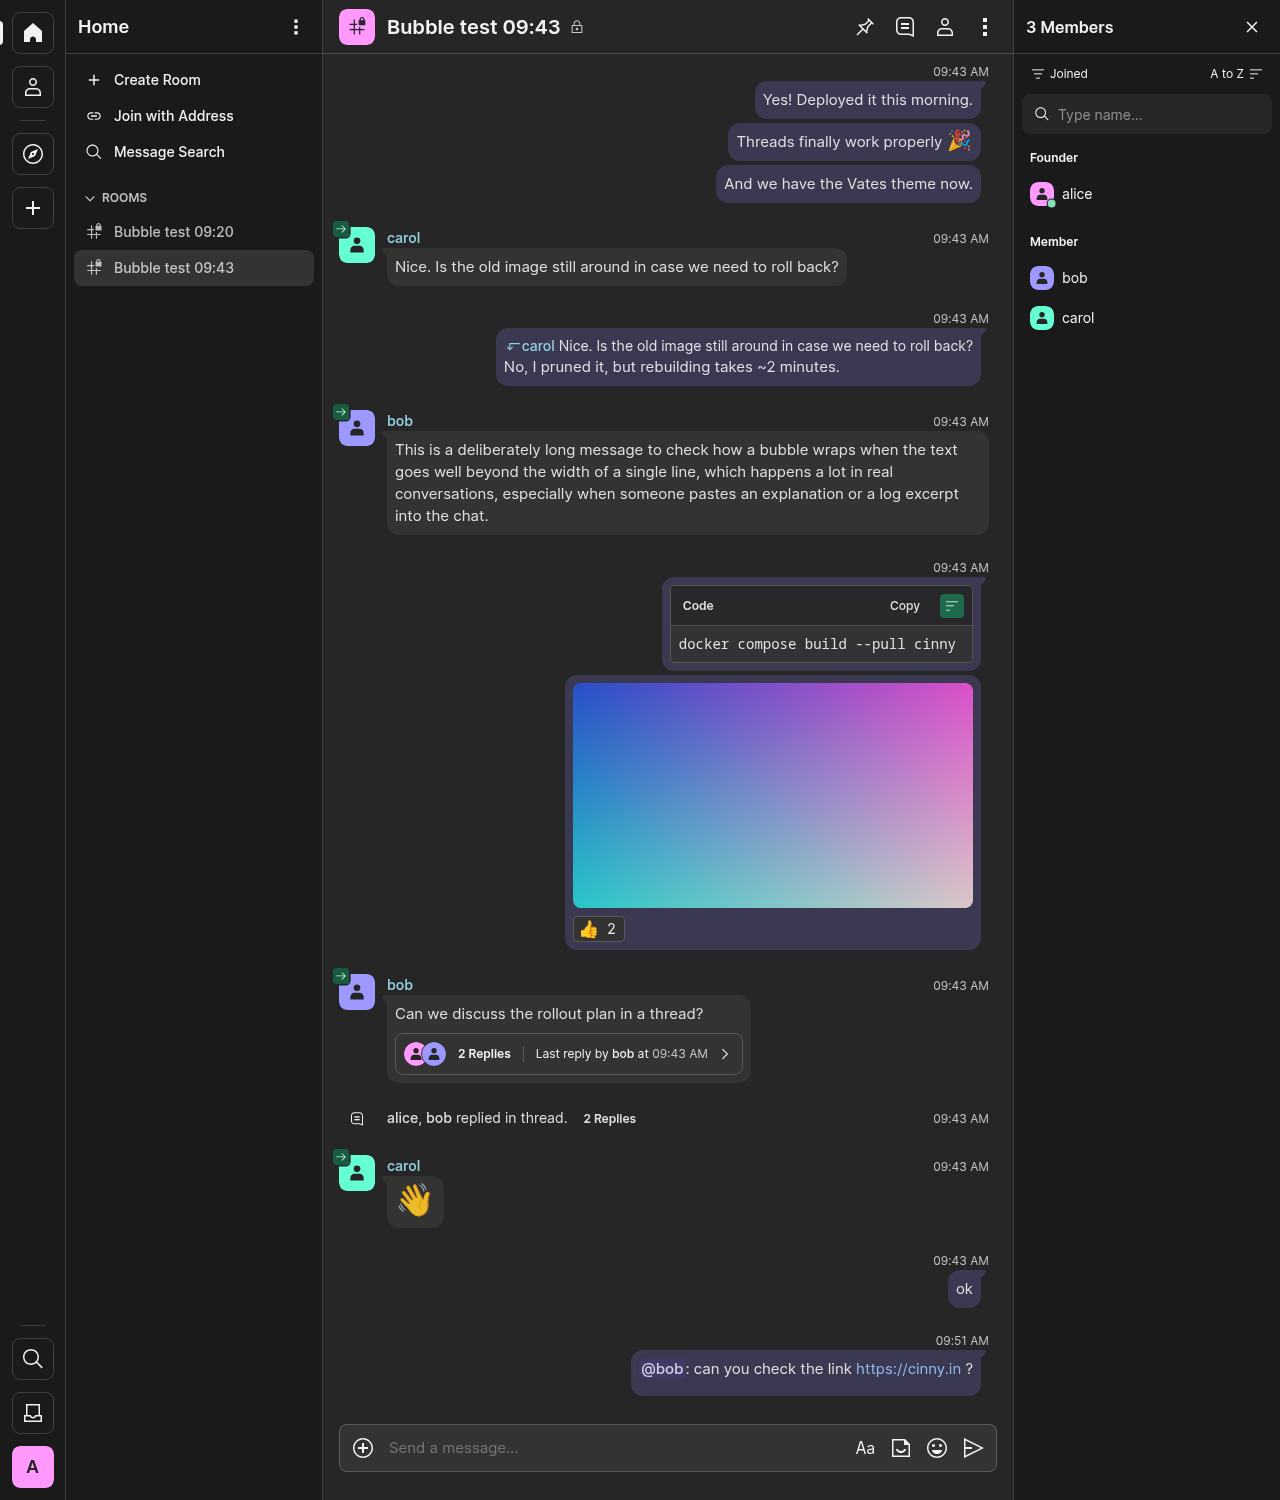 Home
Create Room
Join with Address
Message Search
ROOMS
Bubble test 09:20
Bubble test 09:43
A
Bubble test 09:43
09:43 AM
Yes! Deployed it this morning.
Threads finally work properly 🎉
And we have the Vates theme now.
carol
09:43 AM
Nice. Is the old image still around in case we need to roll back?
09:43 AM
carol Nice. Is the old image still around in case we need to roll back?
No, I pruned it, but rebuilding takes ~2 minutes.
bob
09:43 AM
This is a deliberately long message to check how a bubble wraps when the text
goes well beyond the width of a single line, which happens a lot in real
conversations, especially when someone pastes an explanation or a log excerpt
into the chat.
09:43 AM
Code Copy
docker compose build --pull cinny
👍 2
bob
09:43 AM
Can we discuss the rollout plan in a thread?
2 Replies Last reply by bob at 09:43 AM
alice, bob replied in thread. 2 Replies 09:43 AM
carol
09:43 AM
👋
09:43 AM
ok
09:51 AM
@bob: can you check the link https://cinny.in ?
Send a message...
Aa
3 Members
Joined A to Z
Type name...
Founder
alice
Member
bob
carol